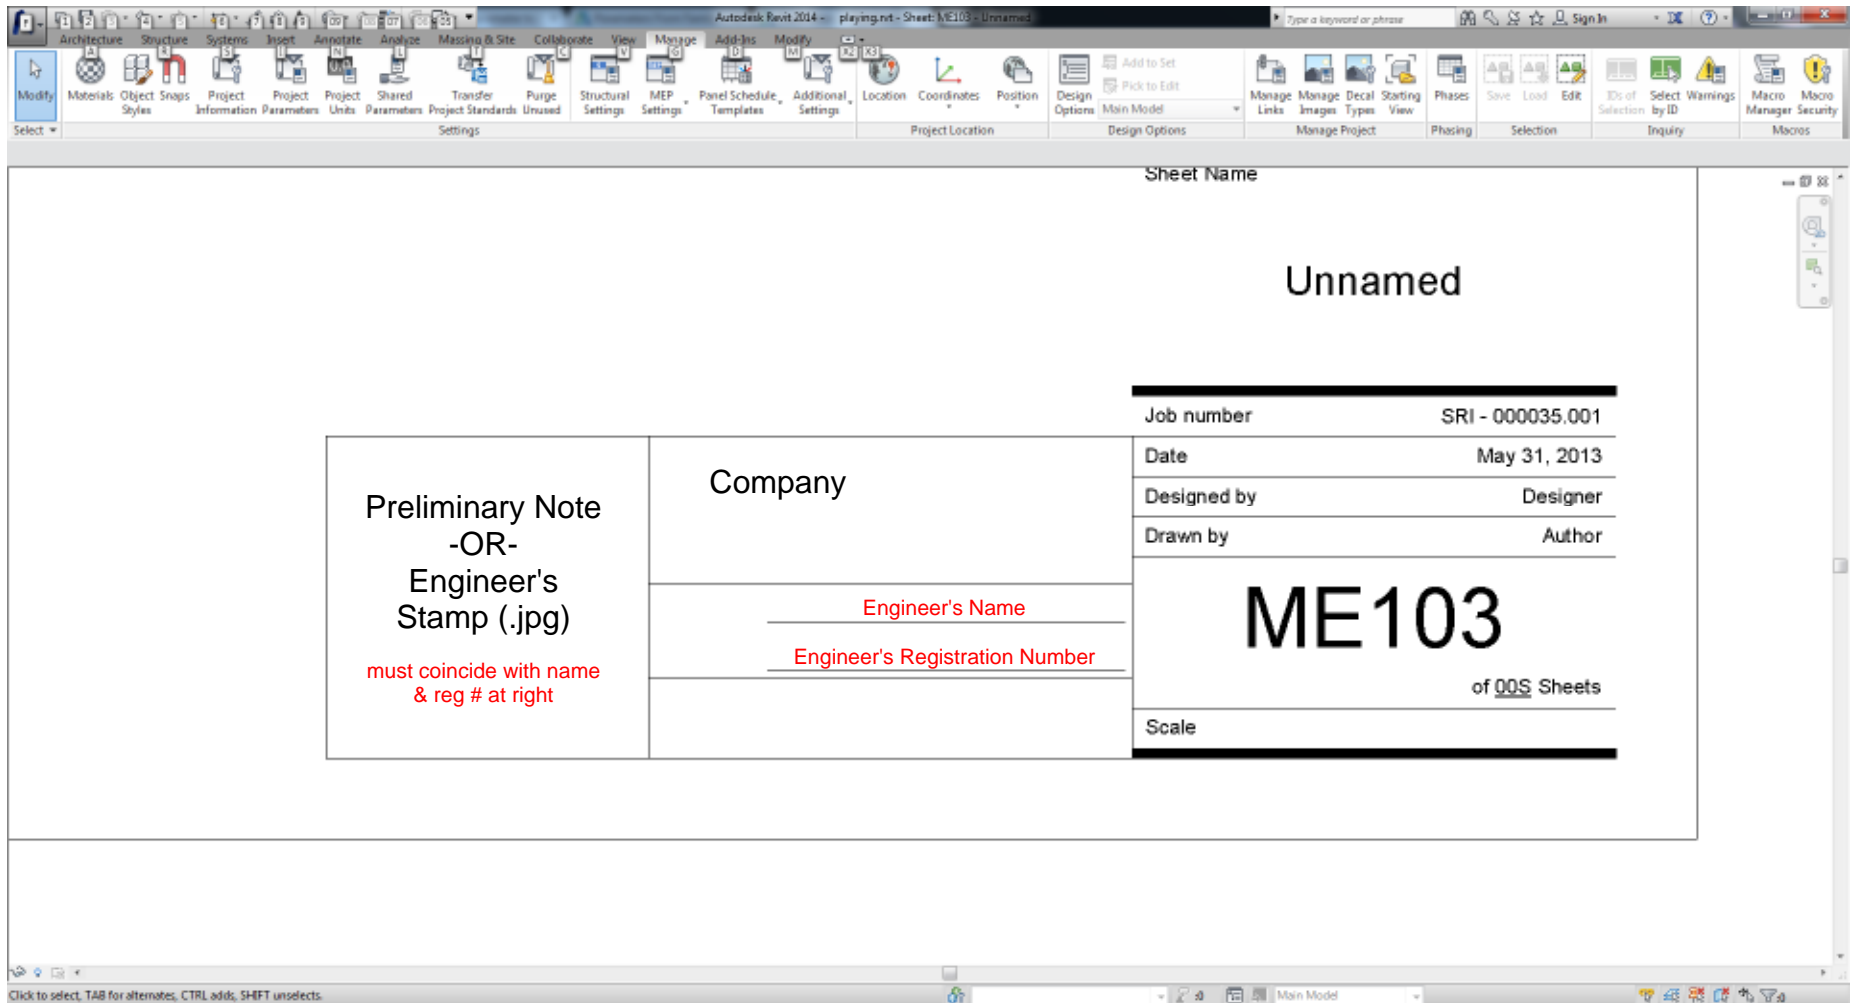 Autodesk Revit 2014 - playing.rvt - Sheet: ME103 - Unnamed
Type a keyword or phrase
Sign In
Architecture Structure Systems Insert Annotate Analyze Massing & Site Collaborate View Manage Add-Ins Modify
Modify
Materials
Object Styles
Snaps
Project Information
Project Parameters
Project Units
Shared Parameters
Transfer Project Standards
Purge Unused
Structural Settings
MEP Settings
Panel Schedule Templates
Additional Settings
Location
Coordinates
Position
Design Options
Add to Set
Pick to Edit
Main Model
Manage Links
Manage Images
Decal Types
Starting View
Phases
Save
Load
Edit
IDs of Selection
Select by ID
Warnings
Macro Manager
Macro Security
Select
Settings
Project Location
Design Options
Manage Project
Phasing
Selection
Inquiry
Macros
Sheet Name
Unnamed
Job number SRI - 000035.001
Date May 31, 2013
Designed by Designer
Drawn by Author
ME103
of 00S Sheets
Scale
Company
Engineer's Name
Engineer's Registration Number
Preliminary Note
-OR-
Engineer's
Stamp (.jpg)
must coincide with name
& reg # at right
Click to select, TAB for alternates, CTRL adds, SHIFT unselects.
:0
Main Model